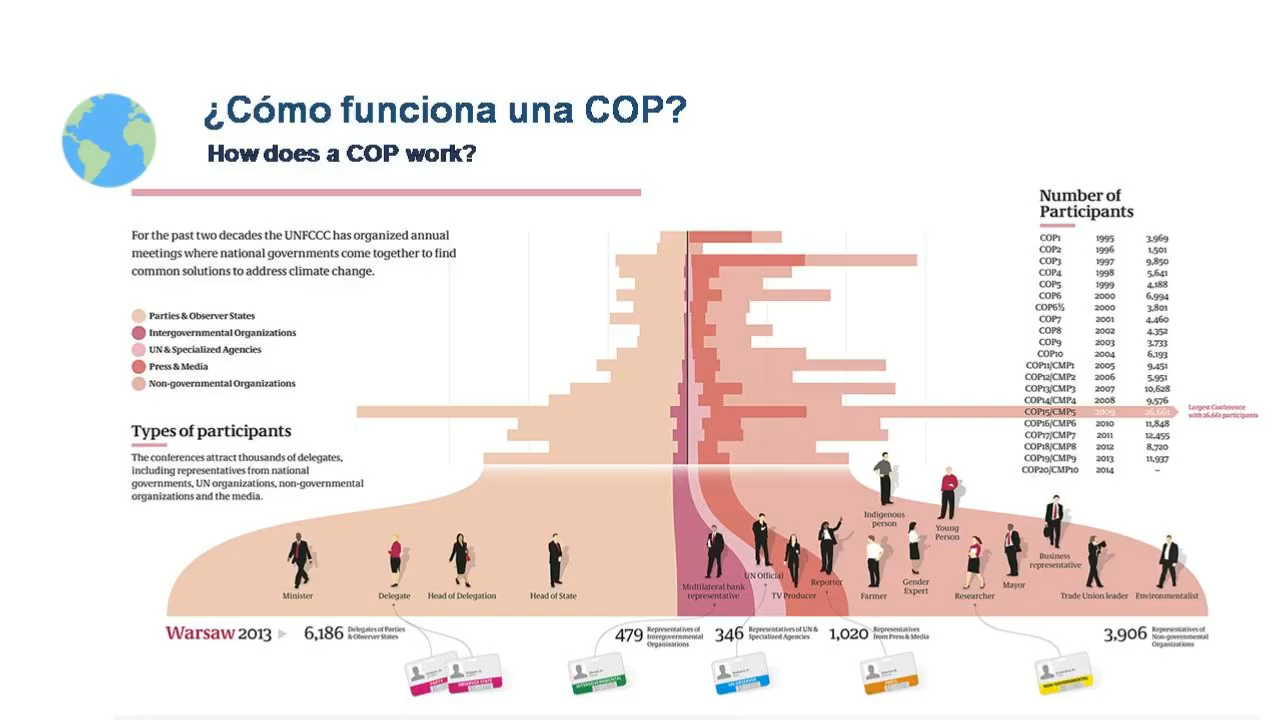 ¿Cómo funciona una COP?
How does a COP work?
For the past two decades the UNFCCC has organized annual
meetings where national governments come together to find
common solutions to address climate change.
Parties & Observer States
Intergovernmental Organizations
UN & Specialized Agencies
Press & Media
Non-governmental Organizations
Types of participants
The conferences attract thousands of delegates,
including representatives from national
governments, UN organizations, non-governmental
organizations and the media.
Number of
Participants
COP1 1995 3,969
COP2 1996 1,501
COP3 1997 9,850
COP4 1998 5,641
COP5 1999 4,188
COP6 2000 6,994
COP6½ 2000 3,801
COP7 2001 4,460
COP8 2002 4,352
COP9 2003 3,733
COP10 2004 6,193
COP11/CMP1 2005 9,451
COP12/CMP2 2006 5,951
COP13/CMP3 2007 10,628
COP14/CMP4 2008 9,576
COP15/CMP5 2009 26,661
COP16/CMP6 2010 11,848
COP17/CMP7 2011 12,455
COP18/CMP8 2012 8,720
COP19/CMP9 2013 11,937
COP20/CMP10 2014 –
Largest Conference
with 26,661 participants
Minister
Delegate
Head of Delegation
Head of State
Multilateral bank
representative
UN Official
TV Producer
Reporter
Indigenous
person
Farmer
Gender
Expert
Young
Person
Researcher
Mayor
Business
representative
Trade Union leader
Environmentalist
Warsaw 2013
6,186 Delegates of Parties
& Observer States
479 Representatives of
Intergovernmental
Organizations
346 Representatives of UN &
Specialized Agencies
1,020 Representatives
from Press & Media
3,906 Representatives of
Non-governmental
Organizations
PARTY
OBSERVER STATE
INTERGOVERNMENTAL
NON-GOVERNMENTAL